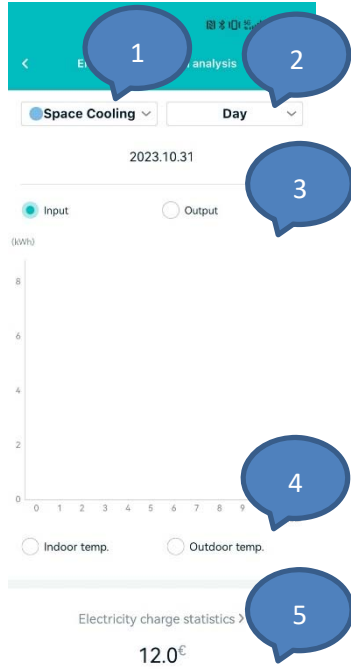 1
2
analysis
Space Cooling Day
2023.10.31
3
Input Output
(kWh)
8
6
4
2
0
0 1 2 3 4 5 6 7 8 9
4
Indoor temp. Outdoor temp.
Electricity charge statistics >
5
12.0€